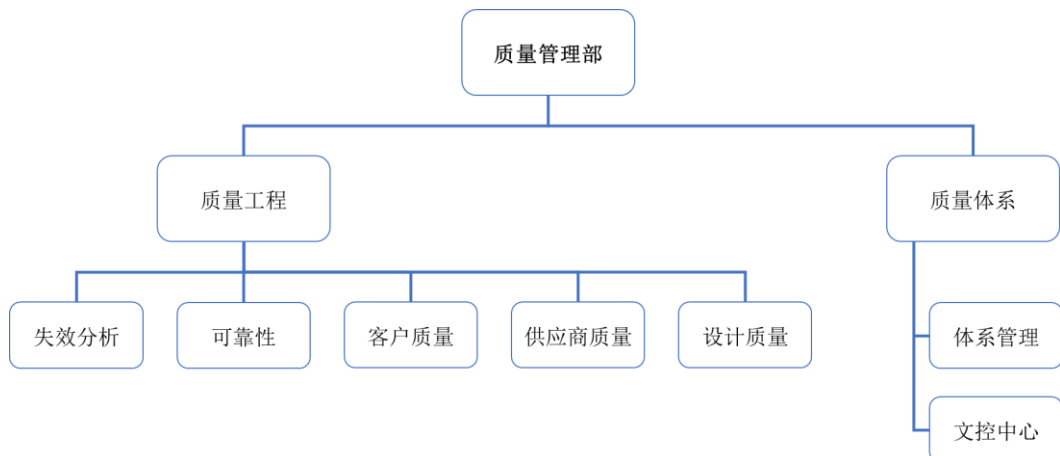 质量管理部
质量工程
质量体系
失效分析
可靠性
客户质量
供应商质量
设计质量
体系管理
文控中心